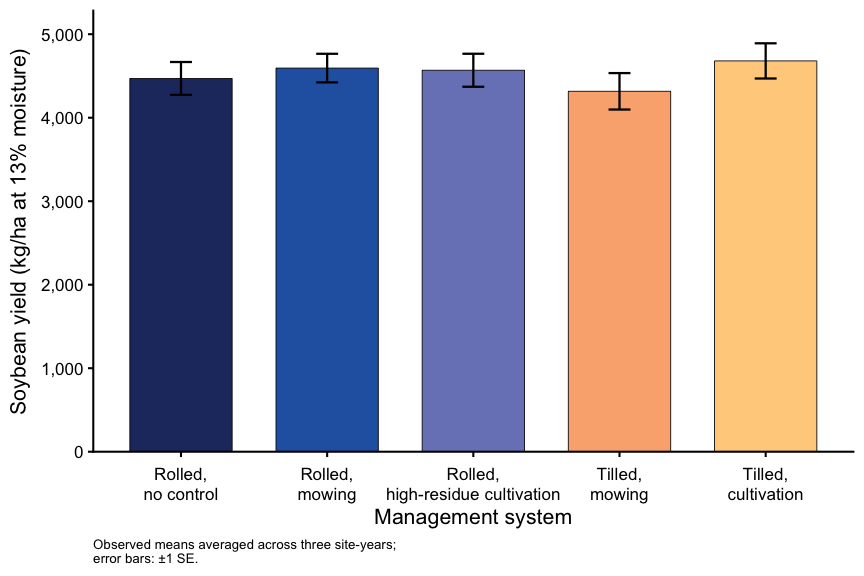 Soybean yield (kg/ha at 13% moisture)
5,000
4,000
3,000
2,000
1,000
0
Rolled,
no control
Rolled,
mowing
Rolled,
high-residue cultivation
Tilled,
mowing
Tilled,
cultivation
Management system
Observed means averaged across three site-years;
error bars: ±1 SE.